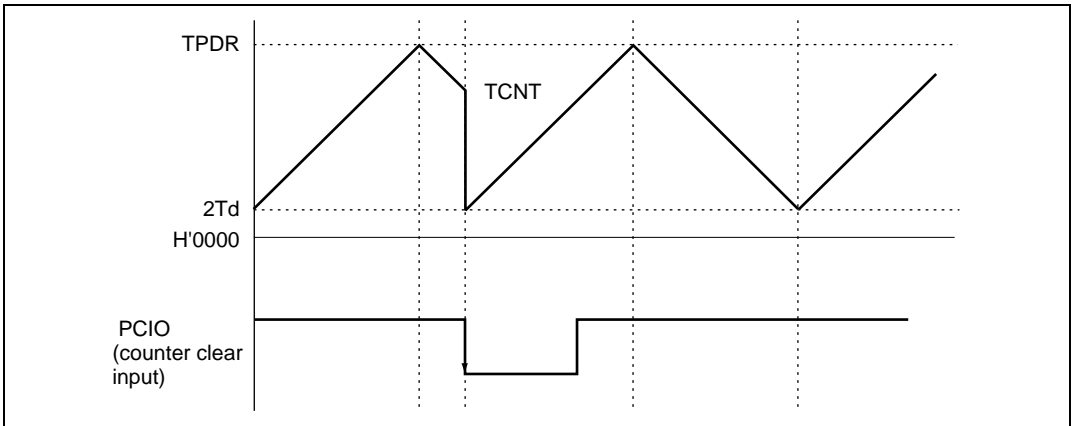 TPDR
TCNT
2Td
H'0000
PCIO
(counter clear
input)